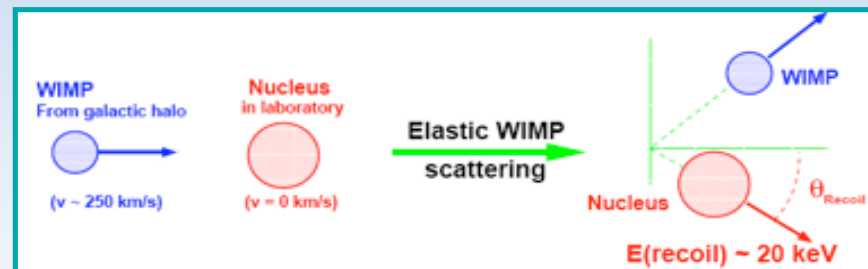 WIMP
From galactic halo
(v ~ 250 km/s)
Nucleus
in laboratory
(v = 0 km/s)
Elastic WIMP
scattering
WIMP
Nucleus
θRecoil
E(recoil) ~ 20 keV